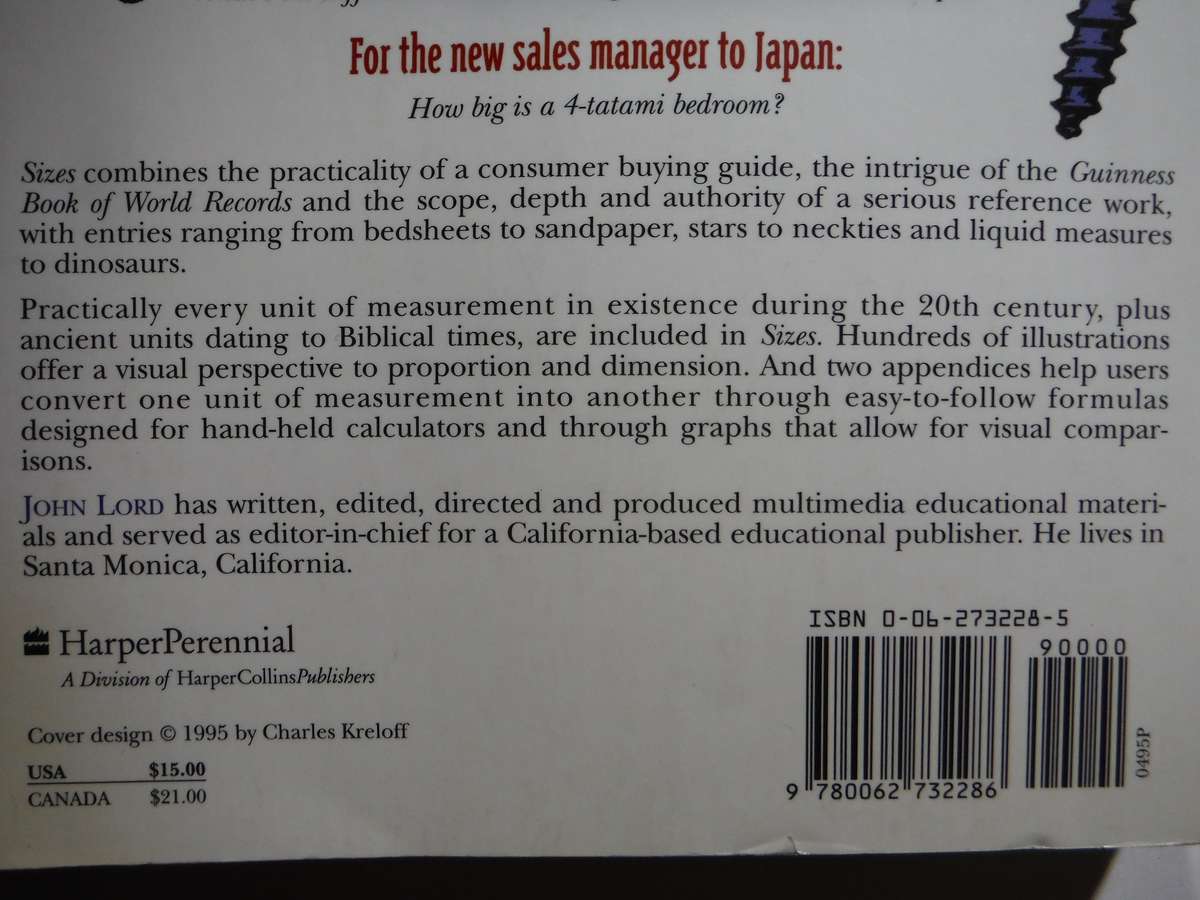 For the new sales manager to Japan:
How big is a 4-tatami bedroom?
Sizes combines the practicality of a consumer buying guide, the intrigue of the Guinness
Book of World Records and the scope, depth and authority of a serious reference work,
with entries ranging from bedsheets to sandpaper, stars to neckties and liquid measures
to dinosaurs.
Practically every unit of measurement in existence during the 20th century, plus
ancient units dating to Biblical times, are included in Sizes. Hundreds of illustrations
offer a visual perspective to proportion and dimension. And two appendices help users
convert one unit of measurement into another through easy-to-follow formulas
designed for hand-held calculators and through graphs that allow for visual compar-
isons.
JOHN LORD has written, edited, directed and produced multimedia educational materi-
als and served as editor-in-chief for a California-based educational publisher. He lives in
Santa Monica, California.
HarperPerennial
A Division of HarperCollinsPublishers
Cover design © 1995 by Charles Kreloff
USA $15.00
CANADA $21.00
ISBN 0-06-273228-5
90000
9 780062 732286
0495P